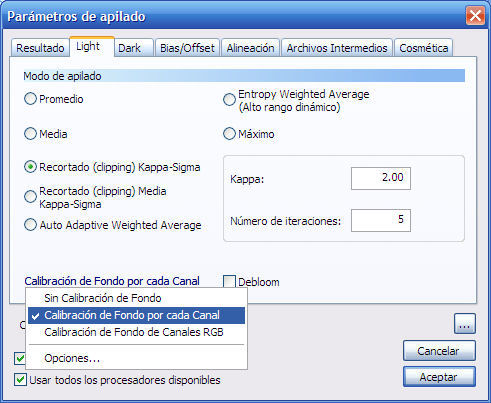 Parámetros de apilado
Resultado Light Dark Bias/Offset Alineación Archivos Intermedios Cosmética
Modo de apilado
Promedio
Entropy Weighted Average
(Alto rango dinámico)
Media
Máximo
Recortado (clipping) Kappa-Sigma
Kappa: 2.00
Recortado (clipping) Media
Kappa-Sigma
Número de iteraciones: 5
Auto Adaptive Weighted Average
Calibración de Fondo por cada Canal
Debloom
Sin Calibración de Fondo
Calibración de Fondo por cada Canal
Calibración de Fondo de Canales RGB
Opciones...
...
Cancelar
Usar todos los procesadores disponibles
Aceptar